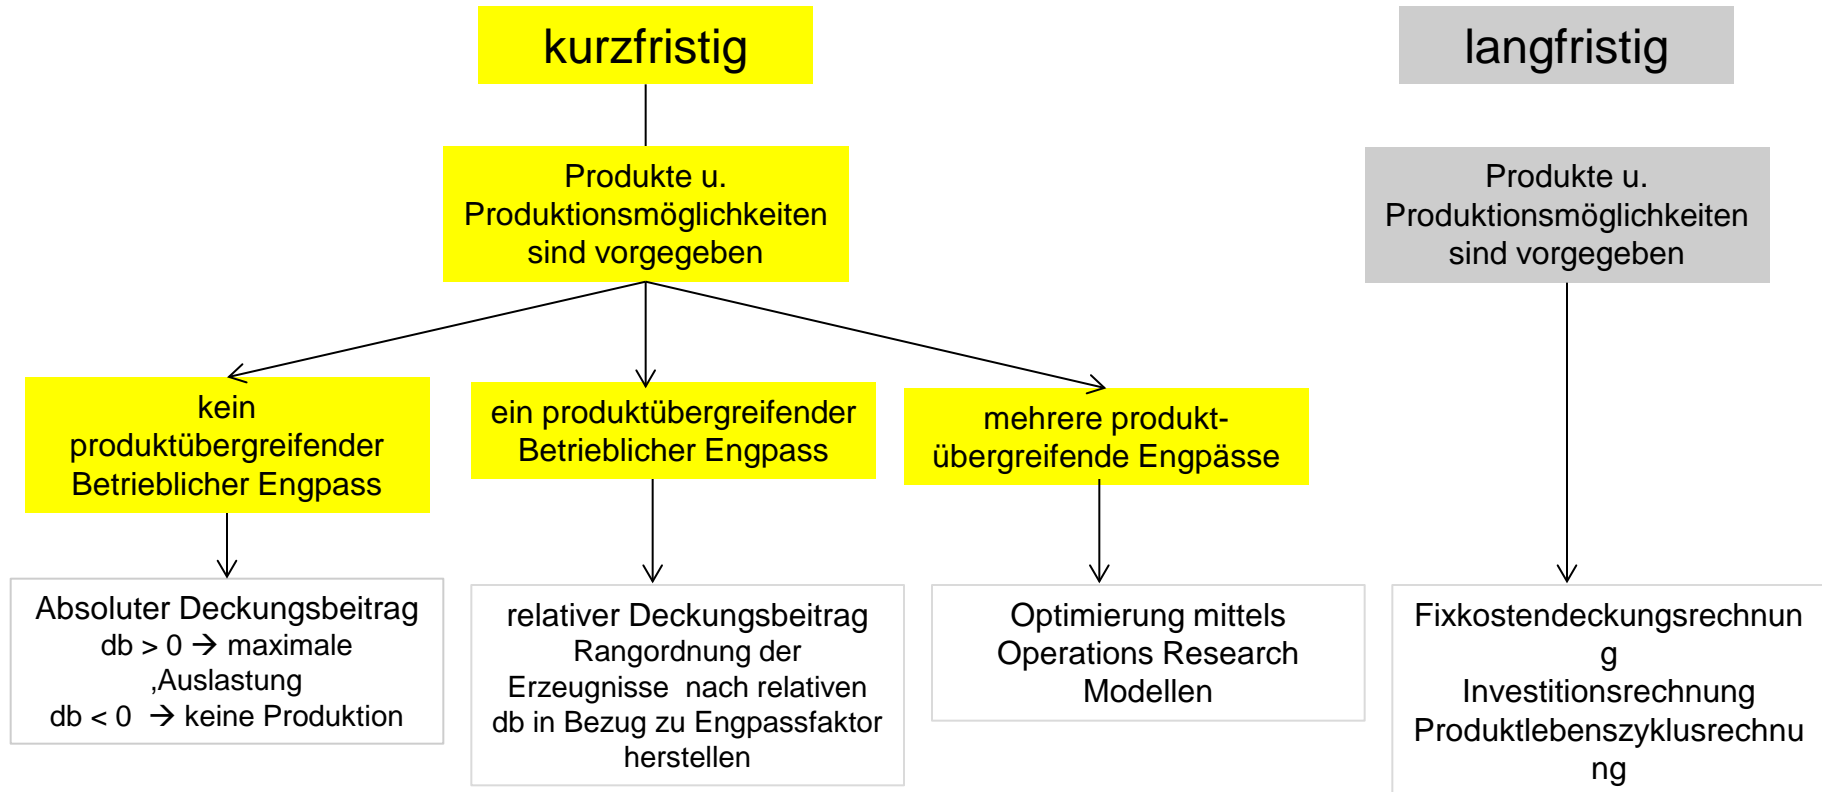 kurzfristig
langfristig
Produkte u.
Produktionsmöglichkeiten
sind vorgegeben
Produkte u.
Produktionsmöglichkeiten
sind vorgegeben
kein
produktübergreifender
Betrieblicher Engpass
ein produktübergreifender
Betrieblicher Engpass
mehrere produkt-
übergreifende Engpässe
Absoluter Deckungsbeitrag
db > 0 → maximale
,Auslastung
db < 0 → keine Produktion
relativer Deckungsbeitrag
Rangordnung der
Erzeugnisse nach relativen
db in Bezug zu Engpassfaktor
herstellen
Optimierung mittels
Operations Research
Modellen
Fixkostendeckungsrechnun
g
Investitionsrechnung
Produktlebenszyklusrechnu
ng